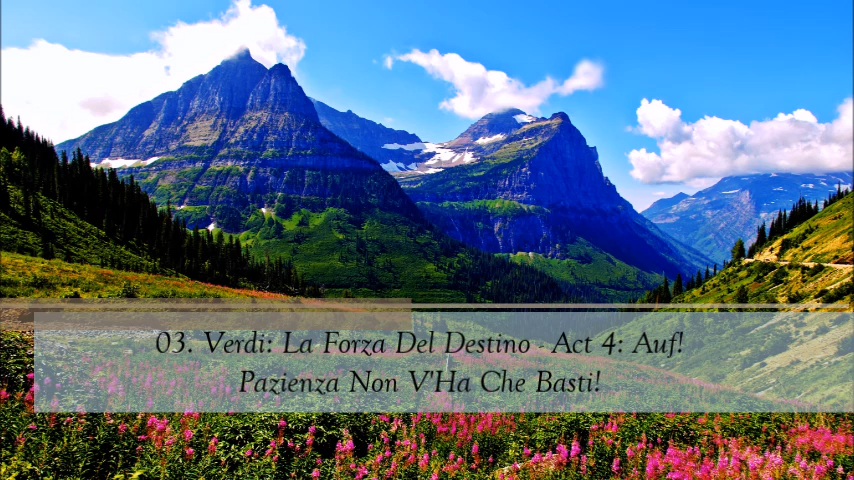 03. Verdi: La Forza Del Destino - Act 4: Auf!
Pazienza Non V'Ha Che Basti!